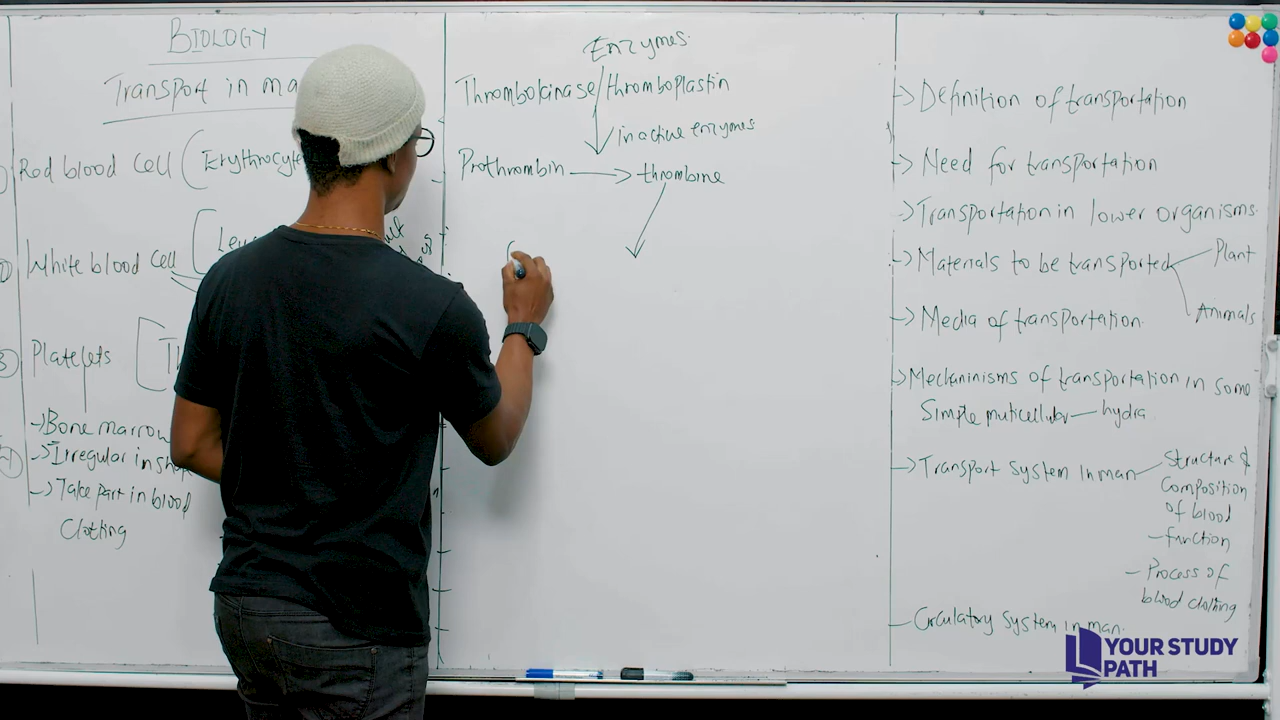 BIOLOGY
Transport in ma
Red blood cell (Erythrocyte
White blood cell [Leu
③ Platelets [Th
→ Bone marrow
→ Irregular in shap
→ Take part in blood
Clotting
Enzymes
Thrombokinase/thromboplastin
inactive enzymes
Prothrombin → thrombine
→ Definition of transportation
→ Need for transportation
→ Transportation in lower organisms
→ Materials to be transported
Plant
Animals
→ Media of transportation
→ Mechaninisms of transportation in some
Simple muticellular — hydra
→ Transport system in man
Structure &
Composition
of blood
- function
- Process of
blood clotting
- Circulatory system in man.
YOUR STUDY
PATH